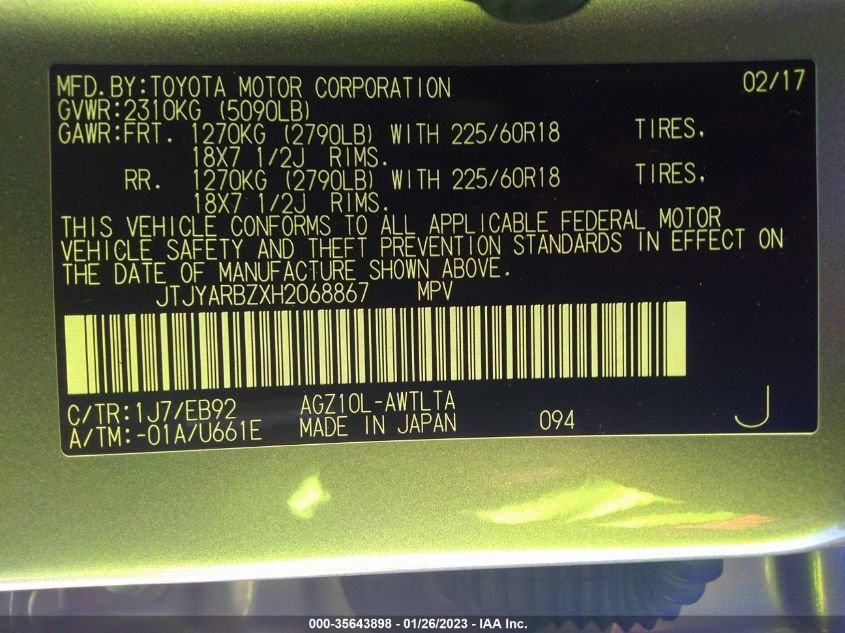 MFD.BY:TOYOTA MOTOR CORPORATION 02/17
GVWR:2310KG (5090LB)
GAWR:FRT. 1270KG (2790LB) WITH 225/60R18 TIRES,
18X7 1/2J RIMS.
RR. 1270KG (2790LB) WITH 225/60R18 TIRES,
18X7 1/2J RIMS.
THIS VEHICLE CONFORMS TO ALL APPLICABLE FEDERAL MOTOR
VEHICLE SAFETY AND THEFT PREVENTION STANDARDS IN EFFECT ON
THE DATE OF MANUFACTURE SHOWN ABOVE.
JTJYARBZXH2068867 MPV
C/TR:1J7/EB92 AGZ10L-AWTLTA
A/TM:-01A/U661E MADE IN JAPAN 094 J
000-35643898 - 01/26/2023 - IAA Inc.